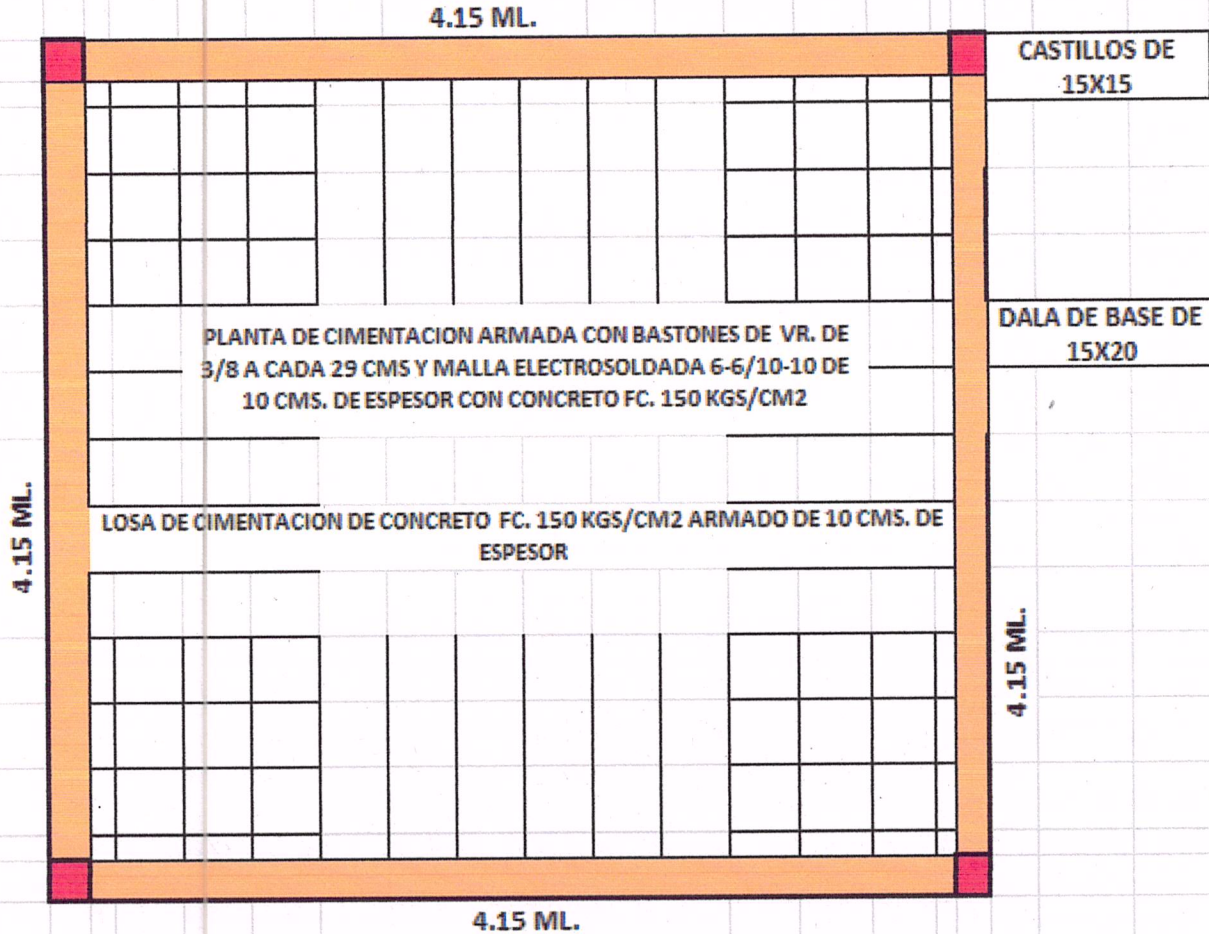 4.15 ML.
CASTILLOS DE
15X15
PLANTA DE CIMENTACION ARMADA CON BASTONES DE VR. DE
3/8 A CADA 29 CMS Y MALLA ELECTROSOLDADA 6-6/10-10 DE
10 CMS. DE ESPESOR CON CONCRETO FC. 150 KGS/CM2
DALA DE BASE DE
15X20
4.15 ML.
LOSA DE CIMENTACION DE CONCRETO FC. 150 KGS/CM2 ARMADO DE 10 CMS. DE
ESPESOR
4.15 ML.
4.15 ML.